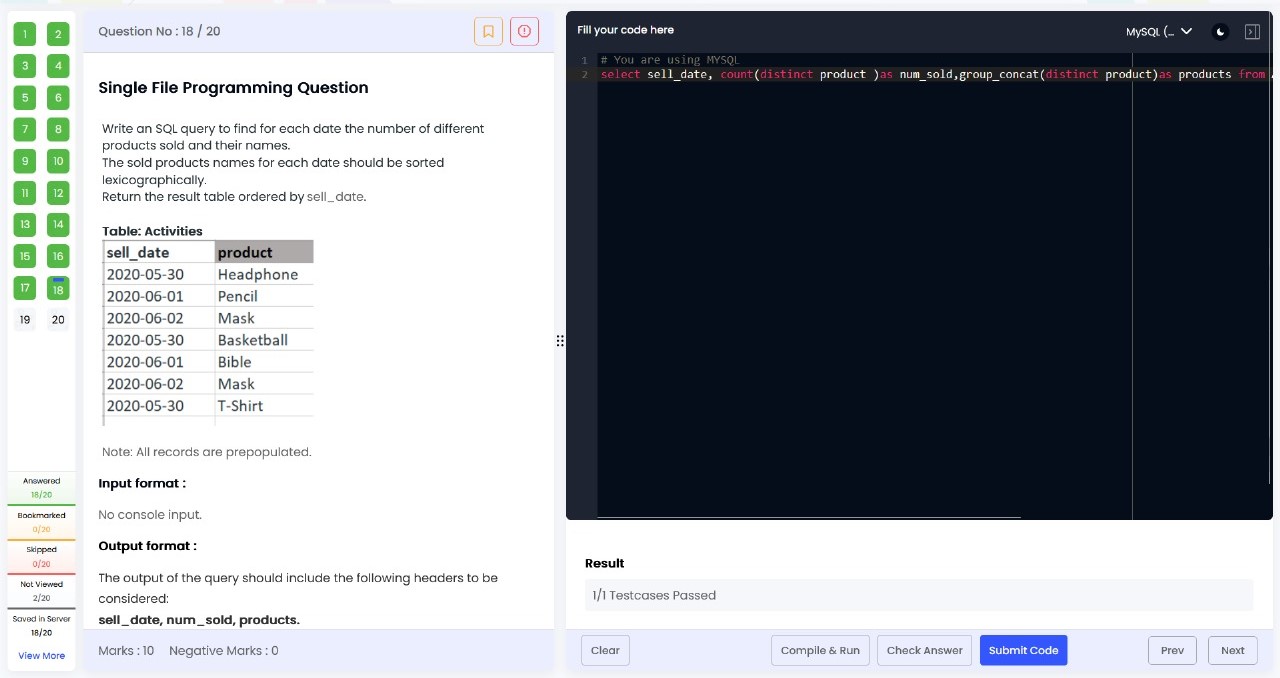 1 2
3 4
5 6
7 8
9 10
11 12
13 14
15 16
17 18
19 20
Answered
18/20
Bookmarked
0/20
Skipped
0/20
Not Viewed
2/20
Saved in Server
18/20
View More
Question No : 18 / 20
Single File Programming Question
Write an SQL query to find for each date the number of different
products sold and their names.
The sold products names for each date should be sorted
lexicographically.
Return the result table ordered by sell_date.
Table: Activities
sell_date product
2020-05-30 Headphone
2020-06-01 Pencil
2020-06-02 Mask
2020-05-30 Basketball
2020-06-01 Bible
2020-06-02 Mask
2020-05-30 T-Shirt
Note: All records are prepopulated.
Input format :
No console input.
Output format :
The output of the query should include the following headers to be
considered:
sell_date, num_sold, products.
Marks : 10 Negative Marks : 0
Fill your code here
MySQL (...
1 # You are using MYSQL
2 select sell_date, count(distinct product )as num_sold,group_concat(distinct product)as products from
Result
1/1 Testcases Passed
Clear Compile & Run Check Answer Submit Code Prev Next